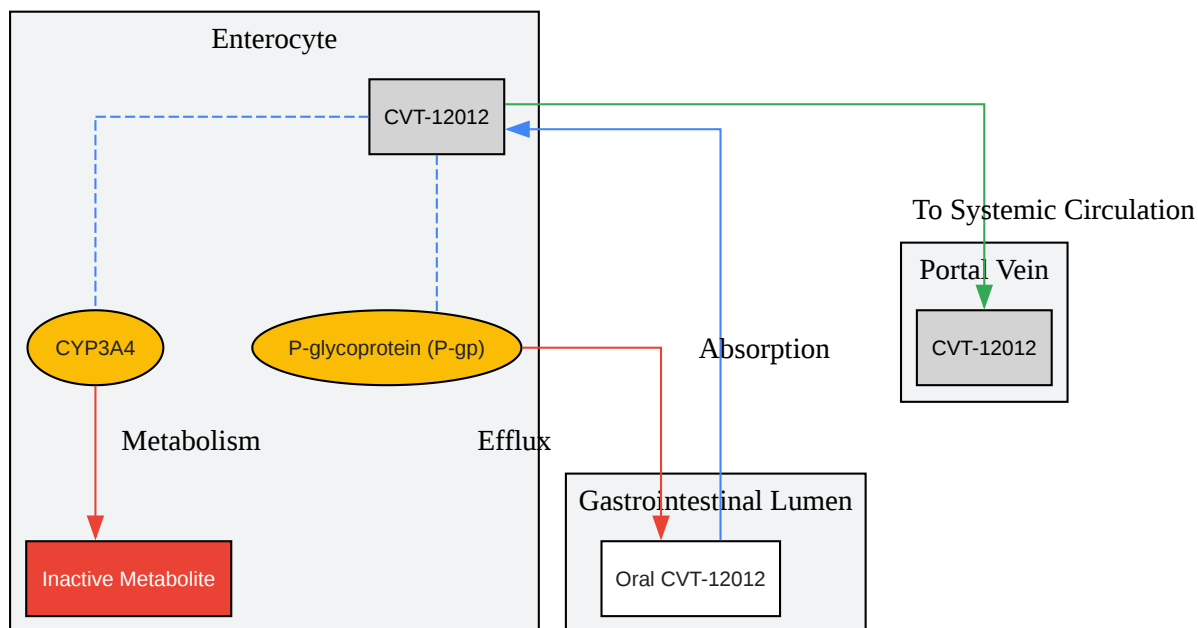 Enterocyte
CVT-12012
To Systemic Circulation
Portal Vein
CYP3A4
P-glycoprotein (P-gp)
Absorption
CVT-12012
Metabolism
Efflux
Gastrointestinal Lumen
Inactive Metabolite
Oral CVT-12012